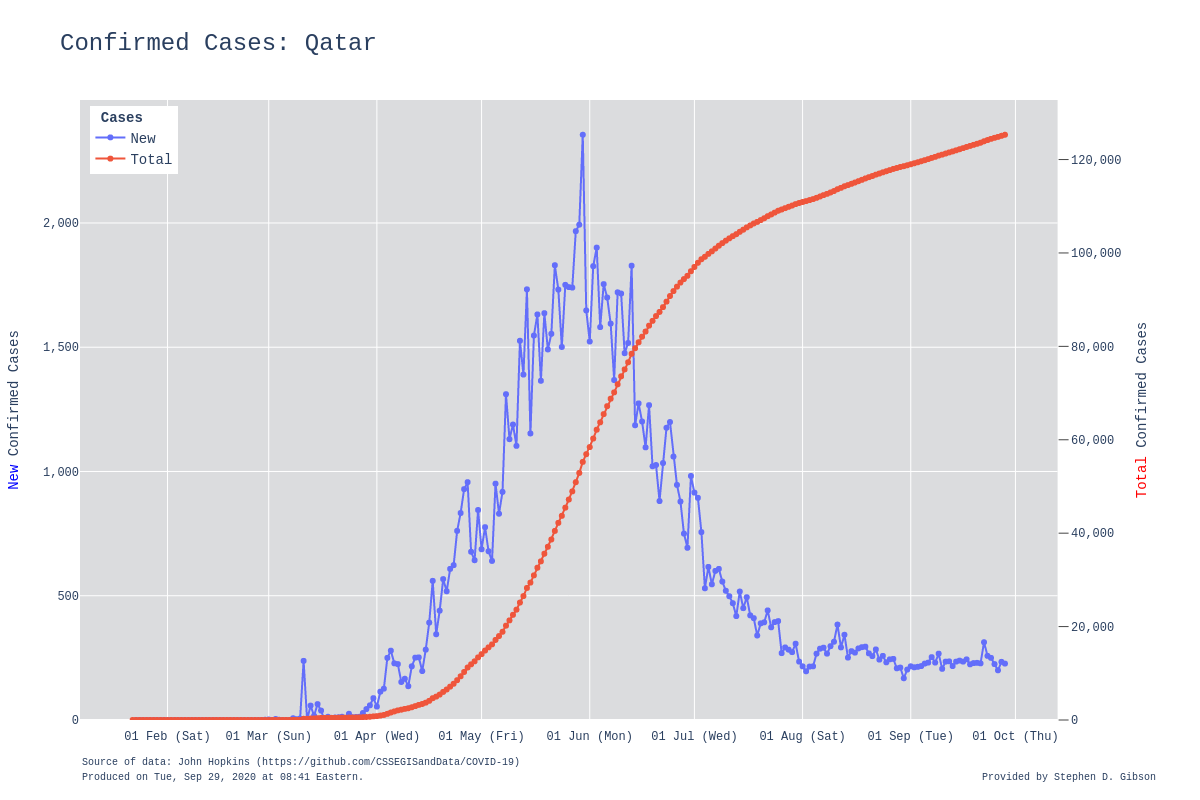 Confirmed Cases: Qatar
Cases
New
Total
2,000
1,500
1,000
500
0
New Confirmed Cases
120,000
100,000
80,000
60,000
40,000
20,000
0
Total Confirmed Cases
01 Feb (Sat) 01 Mar (Sun) 01 Apr (Wed) 01 May (Fri) 01 Jun (Mon) 01 Jul (Wed) 01 Aug (Sat) 01 Sep (Tue) 01 Oct (Thu)
Source of data: John Hopkins (https://github.com/CSSEGISandData/COVID-19)
Produced on Tue, Sep 29, 2020 at 08:41 Eastern.
Provided by Stephen D. Gibson